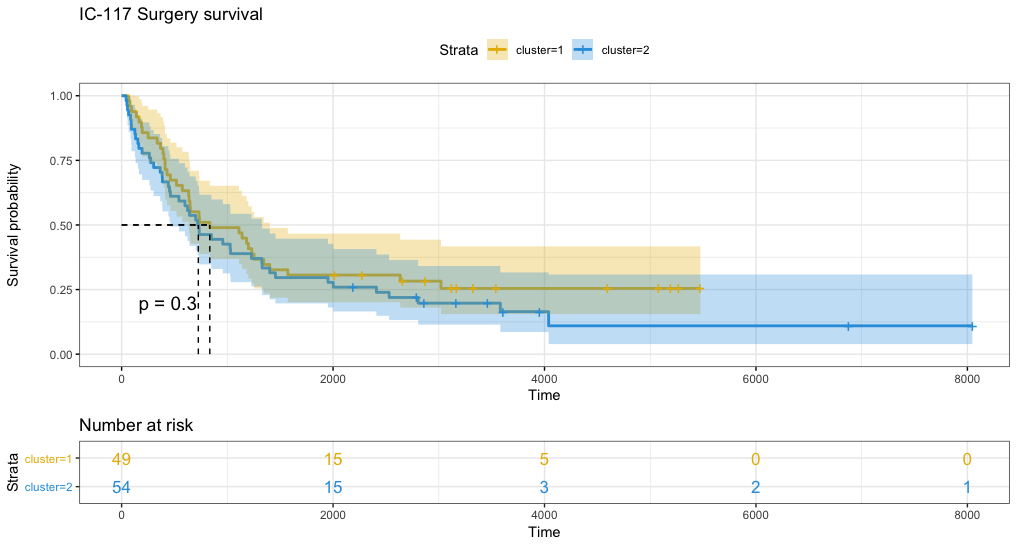 IC-117 Surgery survival
Strata cluster=1 cluster=2
Survival probability
1.00
0.75
0.50
0.25
0.00
p = 0.3
0 2000 4000 6000 8000
Time
Number at risk
Strata
cluster=1 49 15 5 0 0
cluster=2 54 15 3 2 1
0 2000 4000 6000 8000
Time